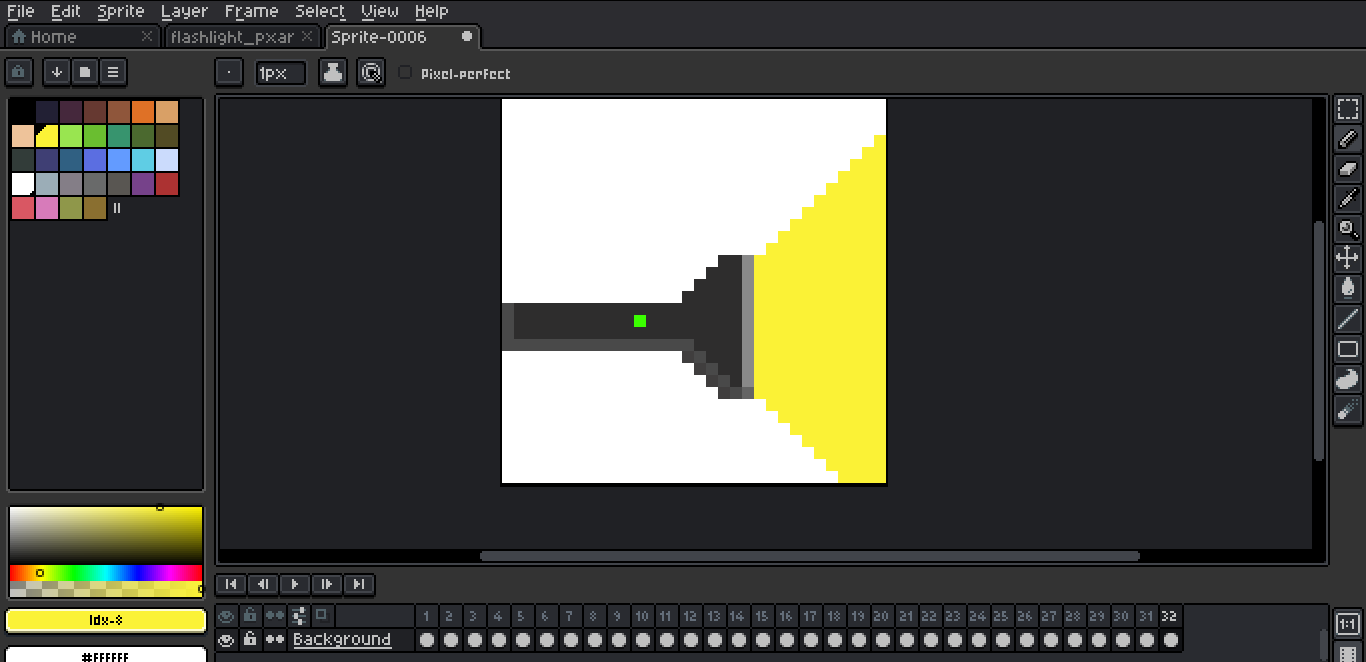 File Edit Sprite Layer Frame Select View Help
Home flashlight_pxar Sprite-0006
1px Pixel-perfect
Idx-8
1 2 3 4 5 6 7 8 9 10 11 12 13 14 15 16 17 18 19 20 21 22 23 24 25 26 27 28 29 30 31 32
Background
1:1
#FFFFFF